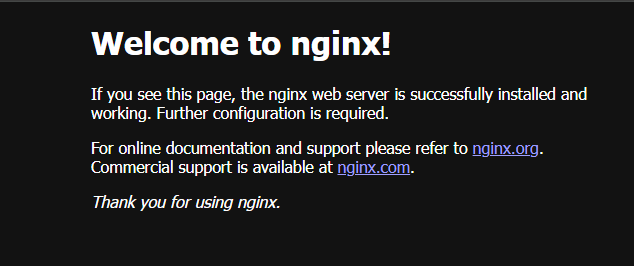 Welcome to nginx!
If you see this page, the nginx web server is successfully installed and
working. Further configuration is required.
For online documentation and support please refer to nginx.org.
Commercial support is available at nginx.com.
Thank you for using nginx.